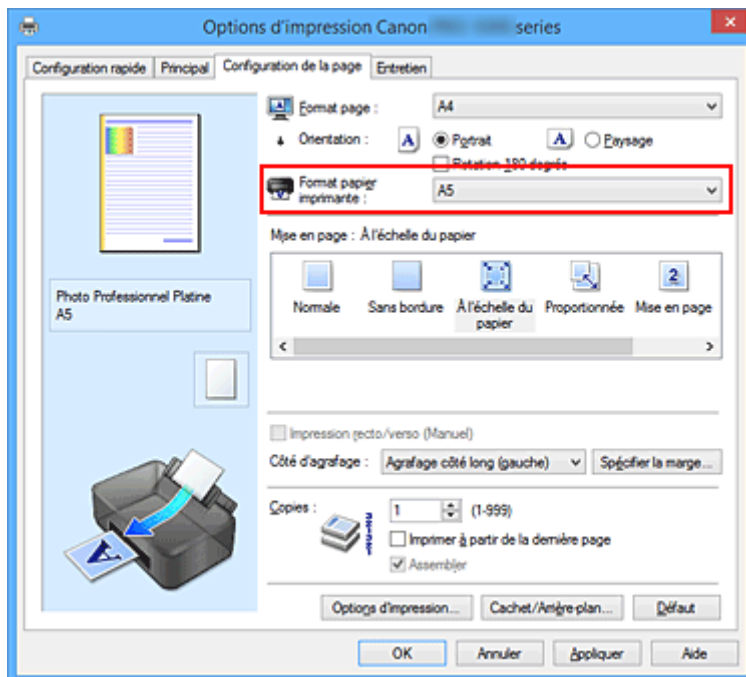 Options d'impression Canon series
Configuration rapide Principal Configuration de la page Entretien
Format page : A4
Orientation : A Portrait A Paysage
Rotation 180 degrés
Format papier imprimante : A5
Mise en page : À l'échelle du papier
Normale Sans bordure À l'échelle du papier Proportionnée Mise en page
2
Photo Professionnel Platine
A5
Impression recto/verso (Manuel)
Côté d'agrafage : Agrafage côté long (gauche) Spécifier la marge...
Copies : 1 (1-999)
Imprimer à partir de la dernière page
Assembler
Options d'impression... Cachet/Arrière-plan... Défaut
OK Annuler Appliquer Aide